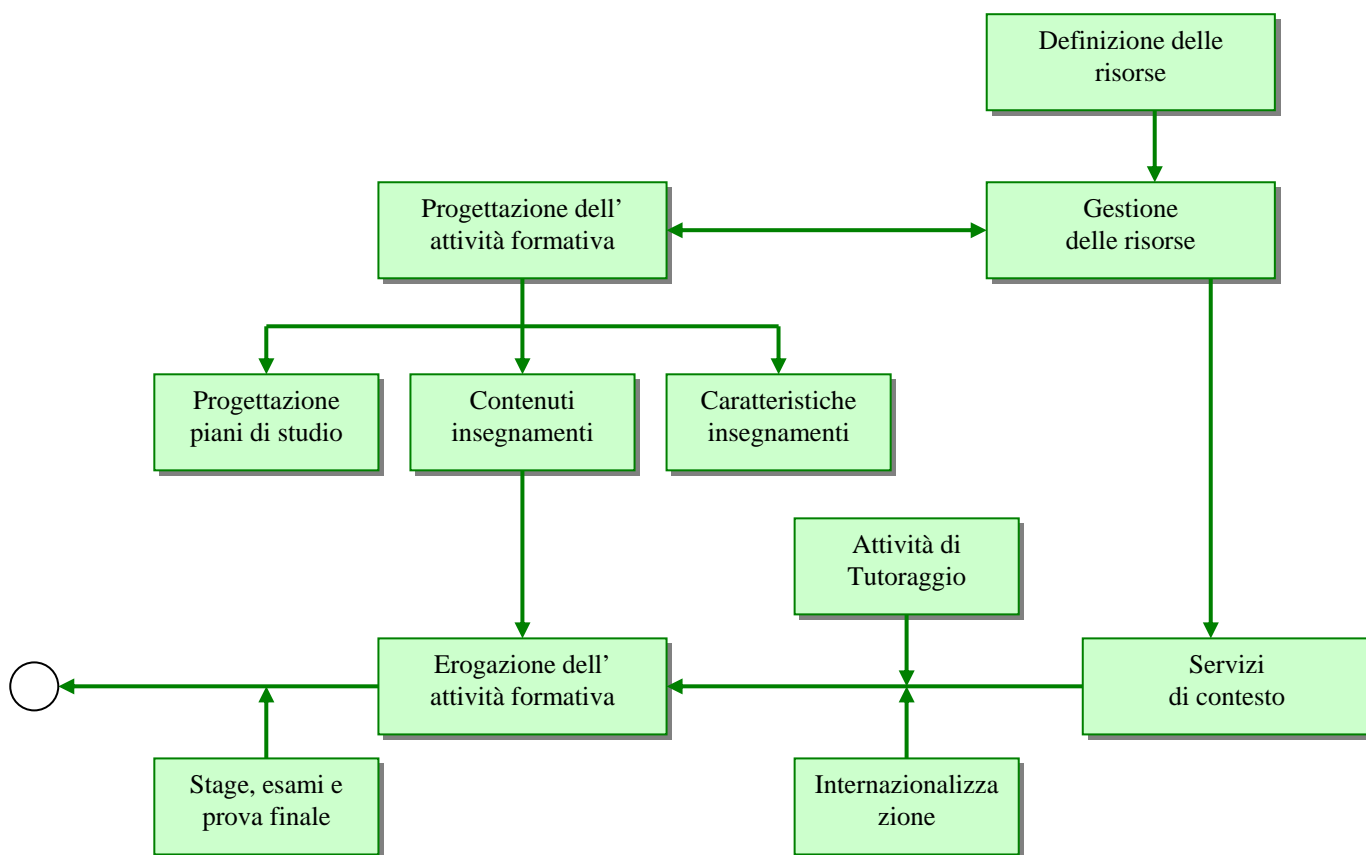 Definizione delle
risorse
Progettazione dell’
attività formativa
Gestione
delle risorse
Progettazione
piani di studio
Contenuti
insegnamenti
Caratteristiche
insegnamenti
Attività di
Tutoraggio
Erogazione dell’
attività formativa
Servizi
di contesto
Stage, esami e
prova finale
Internazionalizza
zione